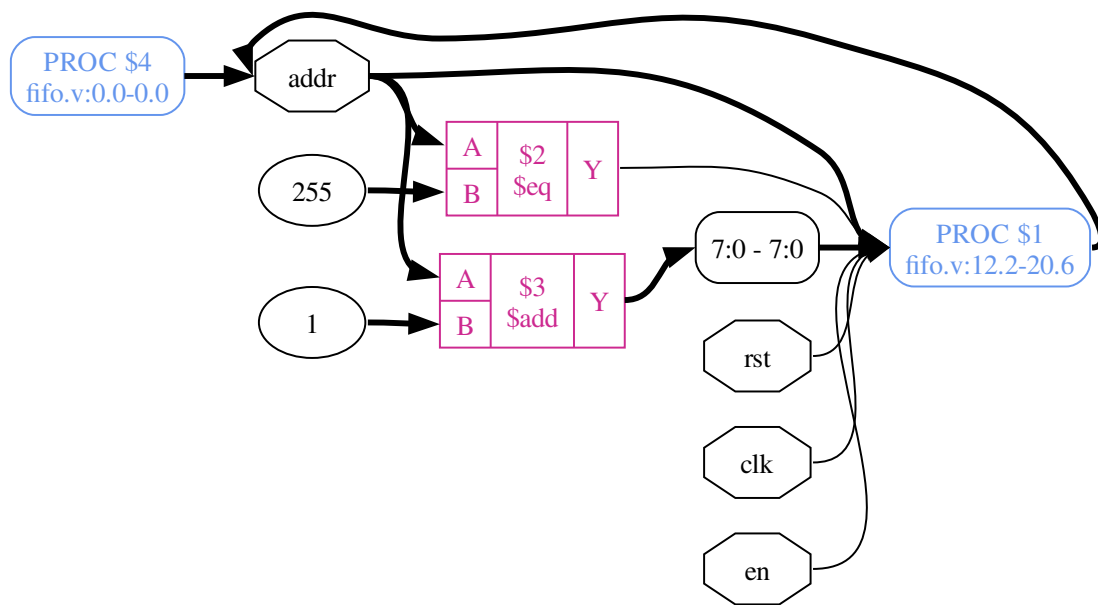 PROC $4
fifo.v:0.0-0.0
addr
A
B
$2
$eq
Y
255
7:0 - 7:0
PROC $1
fifo.v:12.2-20.6
A
B
$3
$add
Y
1
rst
clk
en